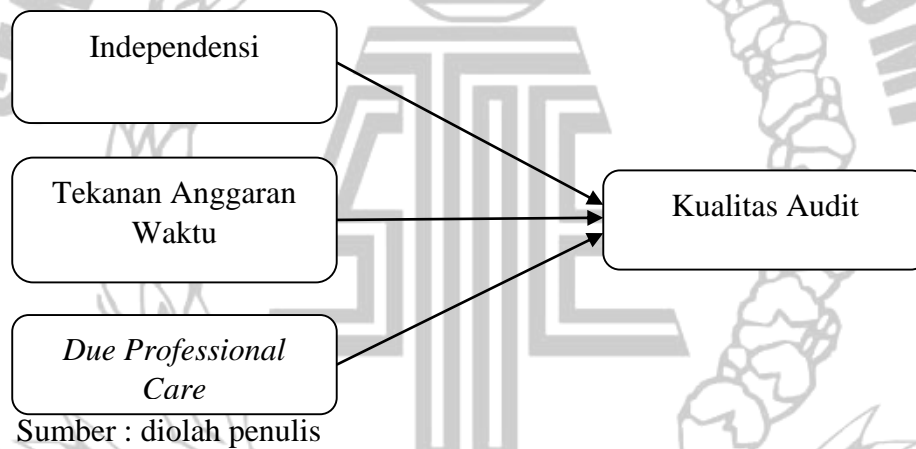 Independensi
Tekanan Anggaran
Waktu
Kualitas Audit
Due Professional
Care
Sumber : diolah penulis